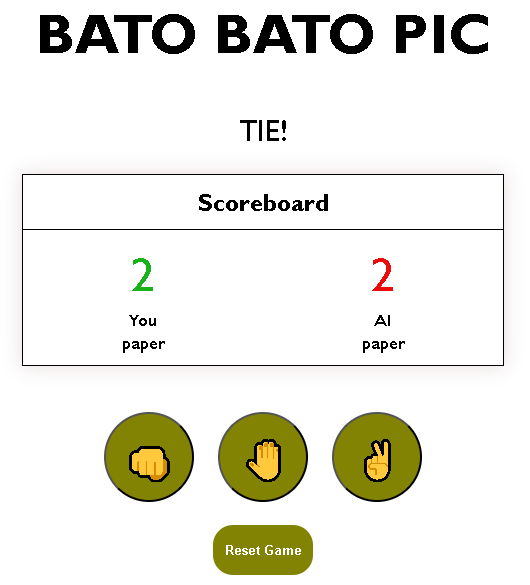 BATO BATO PIC
TIE!
Scoreboard
2 2
You AI
paper paper
Reset Game